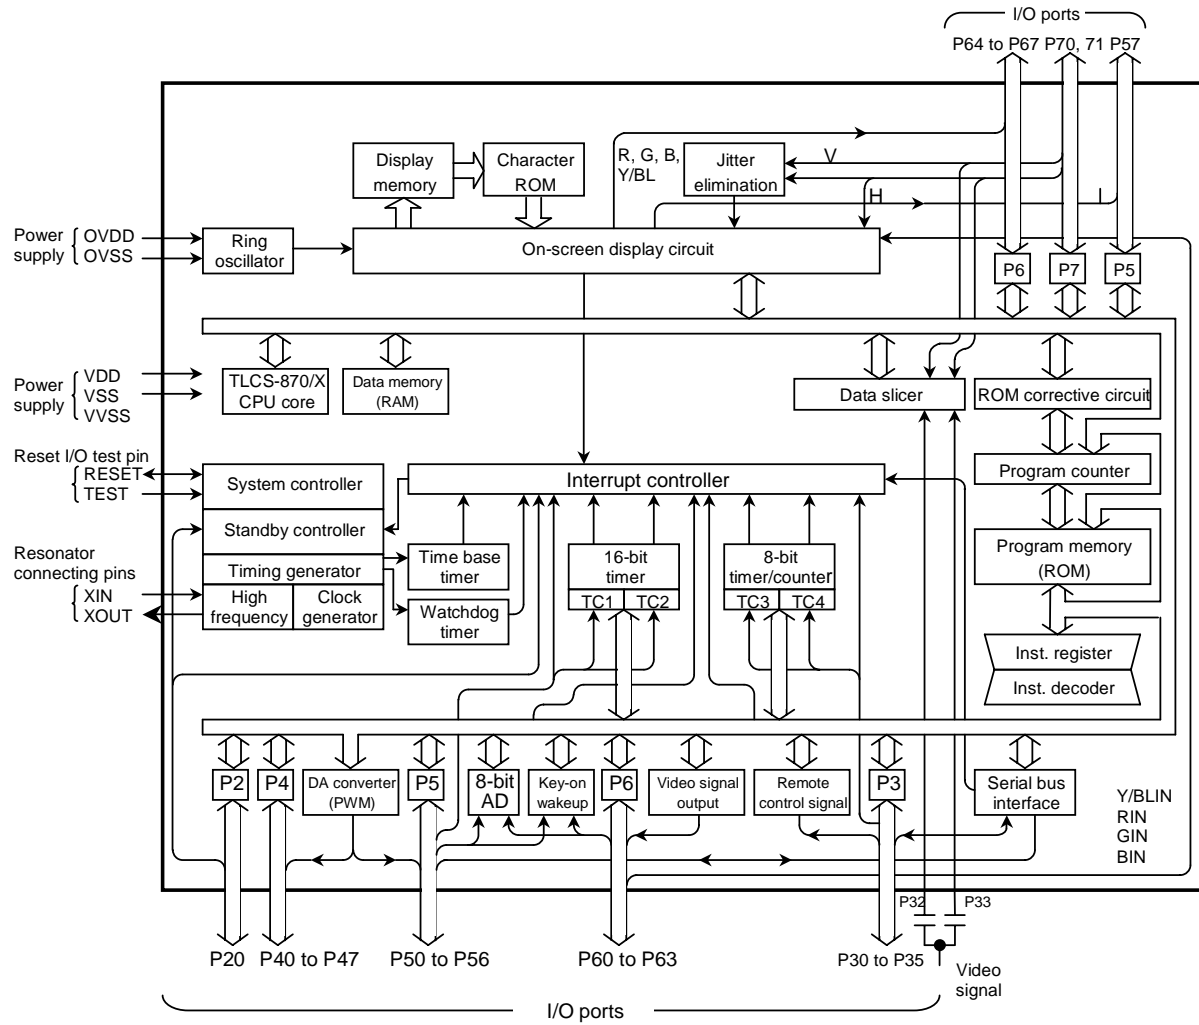 I/O ports
P64 to P67 P70, 71 P57
Display
memory
Character
ROM
R, G, B,
Y/BL
Jitter
elimination
V
H
I
Power
supply
OVDD
OVSS
Ring
oscillator
On-screen display circuit
P6
P7
P5
Power
supply
VDD
VSS
VVSS
TLCS-870/X
CPU core
Data memory
(RAM)
Data slicer
ROM corrective circuit
Reset I/O test pin
RESET
TEST
System controller
Interrupt controller
Program counter
Standby controller
Resonator
connecting pins
XIN
XOUT
Timing generator
High
frequency
Clock
generator
Time base
timer
Watchdog
timer
16-bit
timer
TC1
TC2
8-bit
timer/counter
TC3
TC4
Program memory
(ROM)
Inst. register
Inst. decoder
P2
P4
DA converter
(PWM)
P5
8-bit
AD
Key-on
wakeup
P6
Video signal
output
Remote
control signal
P3
Serial bus
interface
Y/BLIN
RIN
GIN
BIN
P32
P33
P20
P40 to P47
P50 to P56
P60 to P63
P30 to P35
Video
signal
I/O ports